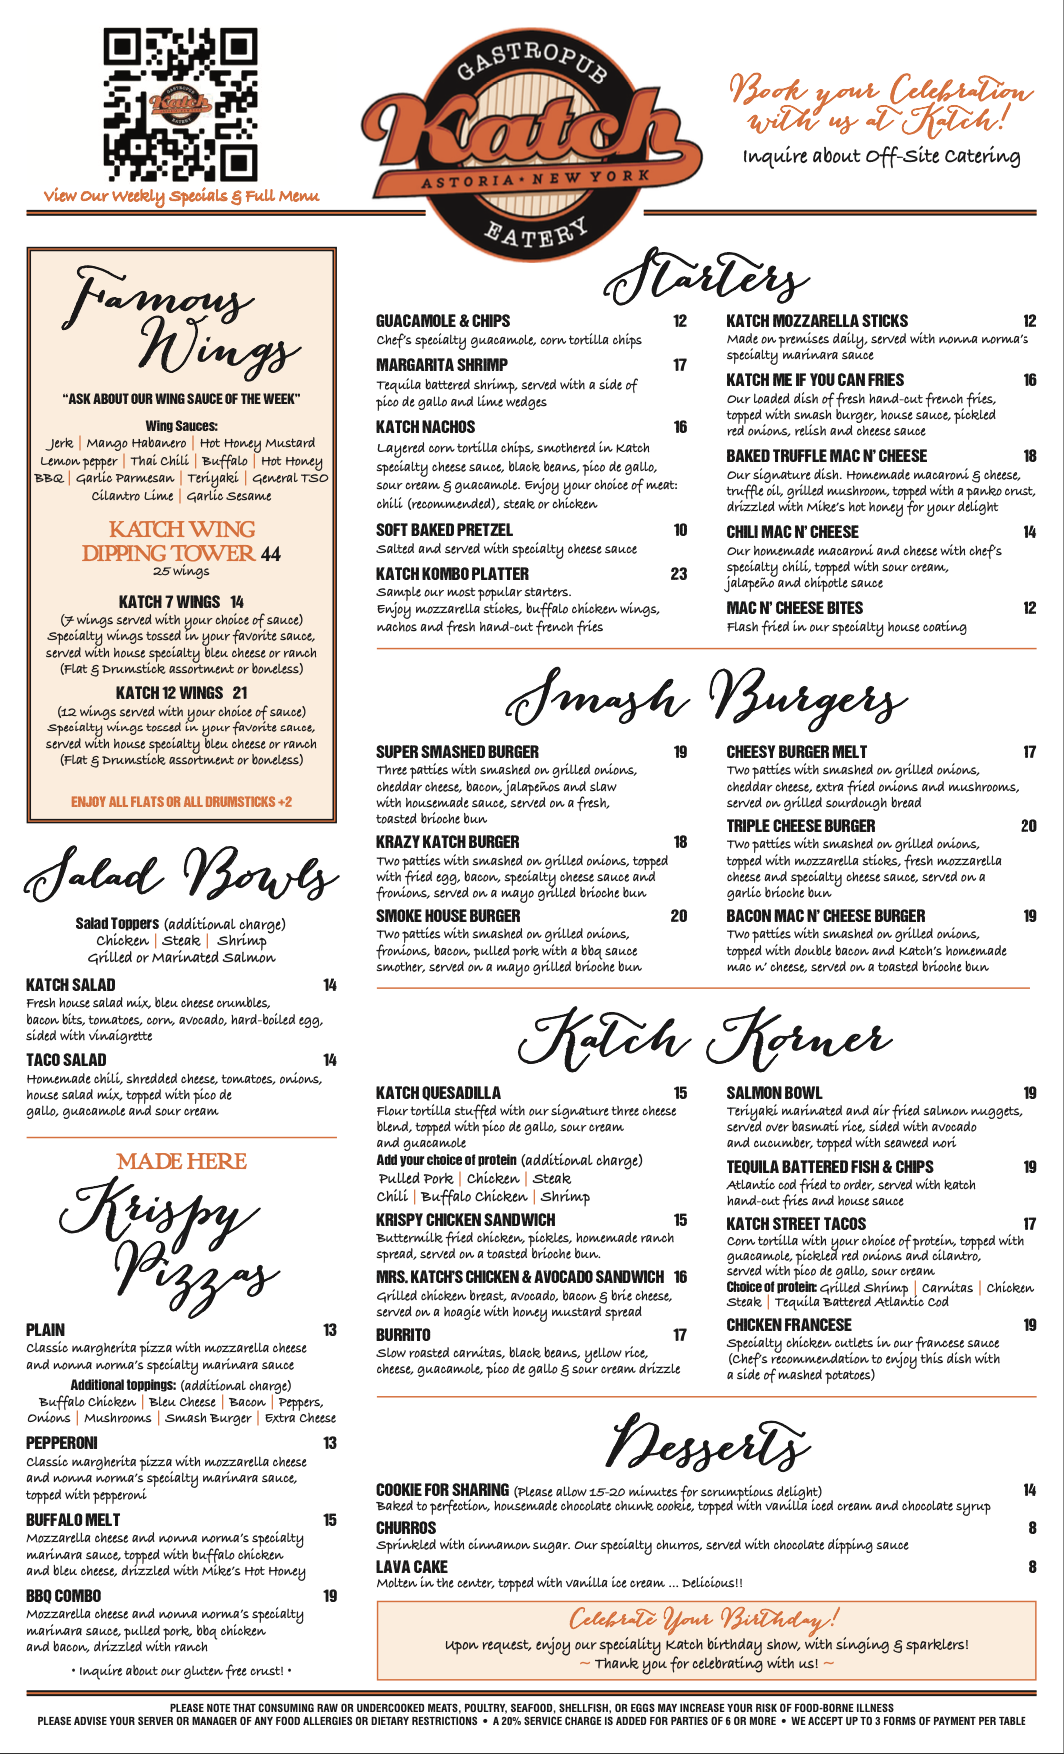 GASTROPUB
Katch
ASTORIA • NEW YORK
EATERY
View Our Weekly Specials & Full Menu
Book your Celebration
with us at Katch!
Inquire about Off-Site Catering
Famous
Wings
“ASK ABOUT OUR WING SAUCE OF THE WEEK”
Wing Sauces:
Jerk | Mango Habanero | Hot Honey Mustard
Lemon pepper | Thai Chili | Buffalo | Hot Honey
BBQ | Garlic Parmesan | Teriyaki | General TSO
Cilantro Lime | Garlic Sesame
KATCH WING
DIPPING TOWER 44
25 wings
KATCH 7 WINGS 14
(7 wings served with your choice of sauce)
Specialty wings tossed in your favorite sauce,
served with house specialty bleu cheese or ranch
(Flat & Drumstick assortment or boneless)
KATCH 12 WINGS 21
(12 wings served with your choice of sauce)
Specialty wings tossed in your favorite sauce,
served with house specialty bleu cheese or ranch
(Flat & Drumstick assortment or boneless)
ENJOY ALL FLATS OR ALL DRUMSTICKS +2
Salad Bowls
Salad Toppers (additional charge)
Chicken | Steak | Shrimp
Grilled or Marinated Salmon
KATCH SALAD 14
Fresh house salad mix, bleu cheese crumbles,
bacon bits, tomatoes, corn, avocado, hard-boiled egg,
sided with vinaigrette
TACO SALAD 14
Homemade chili, shredded cheese, tomatoes, onions,
house salad mix, topped with pico de
gallo, guacamole and sour cream
MADE HERE
Krispy
Pizzas
PLAIN 13
Classic margherita pizza with mozzarella cheese
and nonna norma’s specialty marinara sauce
Additional toppings: (additional charge)
Buffalo Chicken | Bleu Cheese | Bacon | Peppers,
Onions | Mushrooms | Smash Burger | Extra Cheese
PEPPERONI 13
Classic margherita pizza with mozzarella cheese
and nonna norma’s specialty marinara sauce,
topped with pepperoni
BUFFALO MELT 15
Mozzarella cheese and nonna norma’s specialty
marinara sauce, topped with buffalo chicken
and bleu cheese, drizzled with Mike’s Hot Honey
BBQ COMBO 19
Mozzarella cheese and nonna norma’s specialty
marinara sauce, pulled pork, bbq chicken
and bacon, drizzled with ranch
• Inquire about our gluten free crust! •
Starters
GUACAMOLE & CHIPS 12
Chef’s specialty guacamole, corn tortilla chips
MARGARITA SHRIMP 17
Tequila battered shrimp, served with a side of
pico de gallo and lime wedges
KATCH NACHOS 16
Layered corn tortilla chips, smothered in Katch
specialty cheese sauce, black beans, pico de gallo,
sour cream & guacamole. Enjoy your choice of meat:
chili (recommended), steak or chicken
SOFT BAKED PRETZEL 10
Salted and served with specialty cheese sauce
KATCH KOMBO PLATTER 23
Sample our most popular starters.
Enjoy mozzarella sticks, buffalo chicken wings,
nachos and fresh hand-cut french fries
KATCH MOZZARELLA STICKS 12
Made on premises daily, served with nonna norma’s
specialty marinara sauce
KATCH ME IF YOU CAN FRIES 16
Our loaded dish of fresh hand-cut french fries,
topped with smash burger, house sauce, pickled
red onions, relish and cheese sauce
BAKED TRUFFLE MAC N’ CHEESE 18
Our signature dish. Homemade macaroni & cheese,
truffle oil, grilled mushroom, topped with a panko crust,
drizzled with Mike’s hot honey for your delight
CHILI MAC N’ CHEESE 14
Our homemade macaroni and cheese with chef’s
specialty chili, topped with sour cream,
jalapeño and chipotle sauce
MAC N’ CHEESE BITES 12
Flash fried in our specialty house coating
Smash Burgers
SUPER SMASHED BURGER 19
Three patties with smashed on grilled onions,
cheddar cheese, bacon, jalapeños and slaw
with housemade sauce, served on a fresh,
toasted brioche bun
KRAZY KATCH BURGER 18
Two patties with smashed on grilled onions, topped
with fried egg, bacon, specialty cheese sauce and
fronions, served on a mayo grilled brioche bun
SMOKE HOUSE BURGER 20
Two patties with smashed on grilled onions,
fronions, bacon, pulled pork with a bbq sauce
smother, served on a mayo grilled brioche bun
CHEESY BURGER MELT 17
Two patties with smashed on grilled onions,
cheddar cheese, extra fried onions and mushrooms,
served on grilled sourdough bread
TRIPLE CHEESE BURGER 20
Two patties with smashed on grilled onions,
topped with mozzarella sticks, fresh mozzarella
cheese and specialty cheese sauce, served on a
garlic brioche bun
BACON MAC N’ CHEESE BURGER 19
Two patties with smashed on grilled onions,
topped with double bacon and Katch’s homemade
mac n’ cheese, served on a toasted brioche bun
Katch Korner
KATCH QUESADILLA 15
Flour tortilla stuffed with our signature three cheese
blend, topped with pico de gallo, sour cream
and guacamole
Add your choice of protein (additional charge)
Pulled Pork | Chicken | Steak
Chili | Buffalo Chicken | Shrimp
KRISPY CHICKEN SANDWICH 15
Buttermilk fried chicken, pickles, homemade ranch
spread, served on a toasted brioche bun.
MRS. KATCH’S CHICKEN & AVOCADO SANDWICH 16
Grilled chicken breast, avocado, bacon & brie cheese,
served on a hoagie with honey mustard spread
BURRITO 17
Slow roasted carnitas, black beans, yellow rice,
cheese, guacamole, pico de gallo & sour cream drizzle
SALMON BOWL 19
Teriyaki marinated and air fried salmon nuggets,
served over basmati rice, sided with avocado
and cucumber, topped with seaweed nori
TEQUILA BATTERED FISH & CHIPS 19
Atlantic cod fried to order, served with katch
hand-cut fries and house sauce
KATCH STREET TACOS 17
Corn tortilla with your choice of protein, topped with
guacamole, pickled red onions and cilantro,
served with pico de gallo, sour cream
Choice of protein: Grilled Shrimp | Carnitas | Chicken
Steak | Tequila Battered Atlantic Cod
CHICKEN FRANCESE 19
Specialty chicken cutlets in our francese sauce
(Chef’s recommendation to enjoy this dish with
a side of mashed potatoes)
Desserts
COOKIE FOR SHARING (Please allow 15-20 minutes for scrumptious delight) 14
Baked to perfection, housemade chocolate chunk cookie, topped with vanilla iced cream and chocolate syrup
CHURROS 8
Sprinkled with cinnamon sugar. Our specialty churros, served with chocolate dipping sauce
LAVA CAKE 8
Molten in the center, topped with vanilla ice cream ... Delicious!!
Celebrate Your Birthday!
Upon request, enjoy our speciality Katch birthday show, with singing & sparklers!
~ Thank you for celebrating with us! ~
PLEASE NOTE THAT CONSUMING RAW OR UNDERCOOKED MEATS, POULTRY, SEAFOOD, SHELLFISH, OR EGGS MAY INCREASE YOUR RISK OF FOOD-BORNE ILLNESS
PLEASE ADVISE YOUR SERVER OR MANAGER OF ANY FOOD ALLERGIES OR DIETARY RESTRICTIONS • A 20% SERVICE CHARGE IS ADDED FOR PARTIES OF 6 OR MORE • WE ACCEPT UP TO 3 FORMS OF PAYMENT PER TABLE